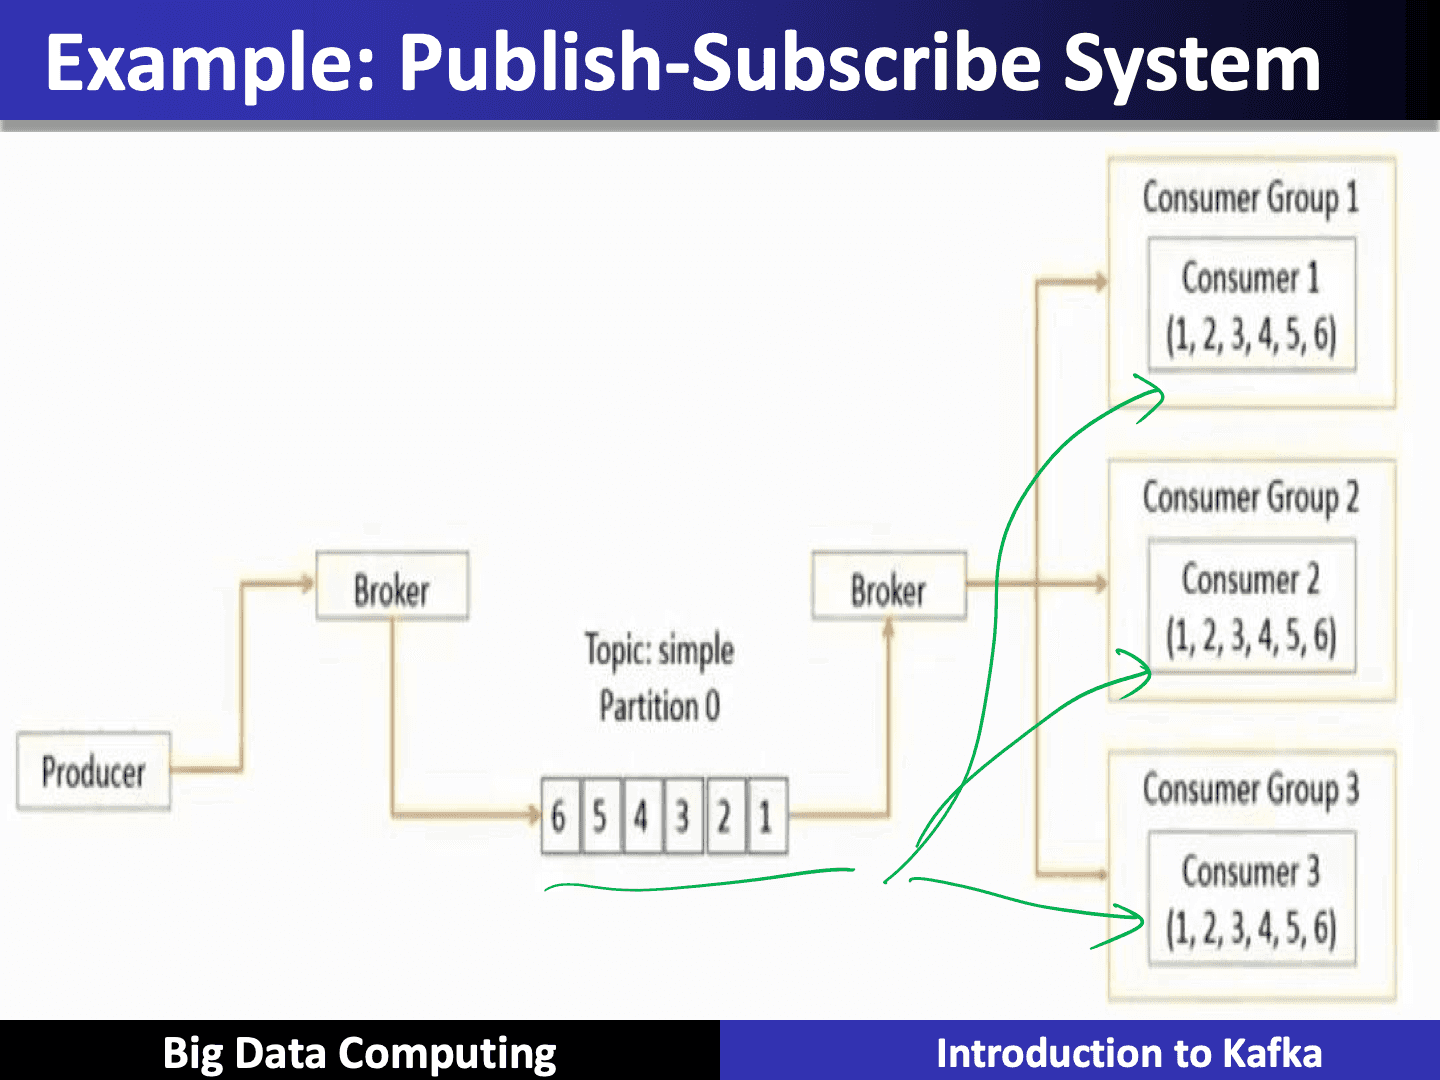 Example: Publish-Subscribe System
Consumer Group 1
Consumer 1
(1, 2, 3, 4, 5, 6)
Consumer Group 2
Consumer 2
(1, 2, 3, 4, 5, 6)
Broker
Broker
Topic: simple
Partition 0
Producer
6 5 4 3 2 1
Consumer Group 3
Consumer 3
(1, 2, 3, 4, 5, 6)
Big Data Computing
Introduction to Kafka